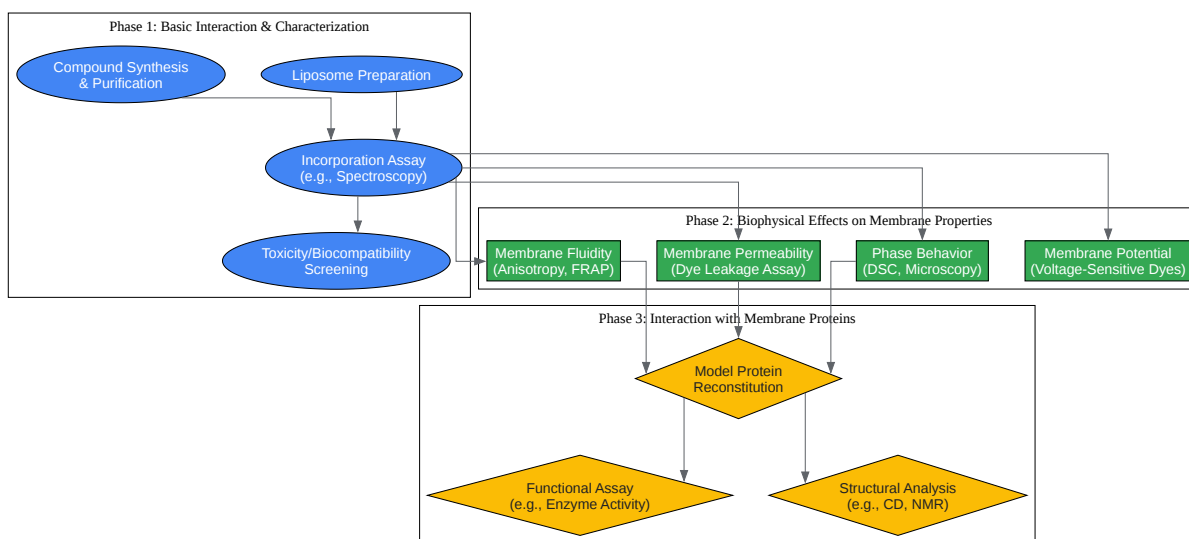 Phase 1: Basic Interaction & Characterization
Compound Synthesis
& Purification
Liposome Preparation
Incorporation Assay
(e.g., Spectroscopy)
Toxicity/Biocompatibility
Screening
Phase 2: Biophysical Effects on Membrane Properties
Membrane Fluidity
(Anisotropy, FRAP)
Membrane Permeability
(Dye Leakage Assay)
Phase Behavior
(DSC, Microscopy)
Membrane Potential
(Voltage-Sensitive Dyes)
Phase 3: Interaction with Membrane Proteins
Model Protein
Reconstitution
Functional Assay
(e.g., Enzyme Activity)
Structural Analysis
(e.g., CD, NMR)